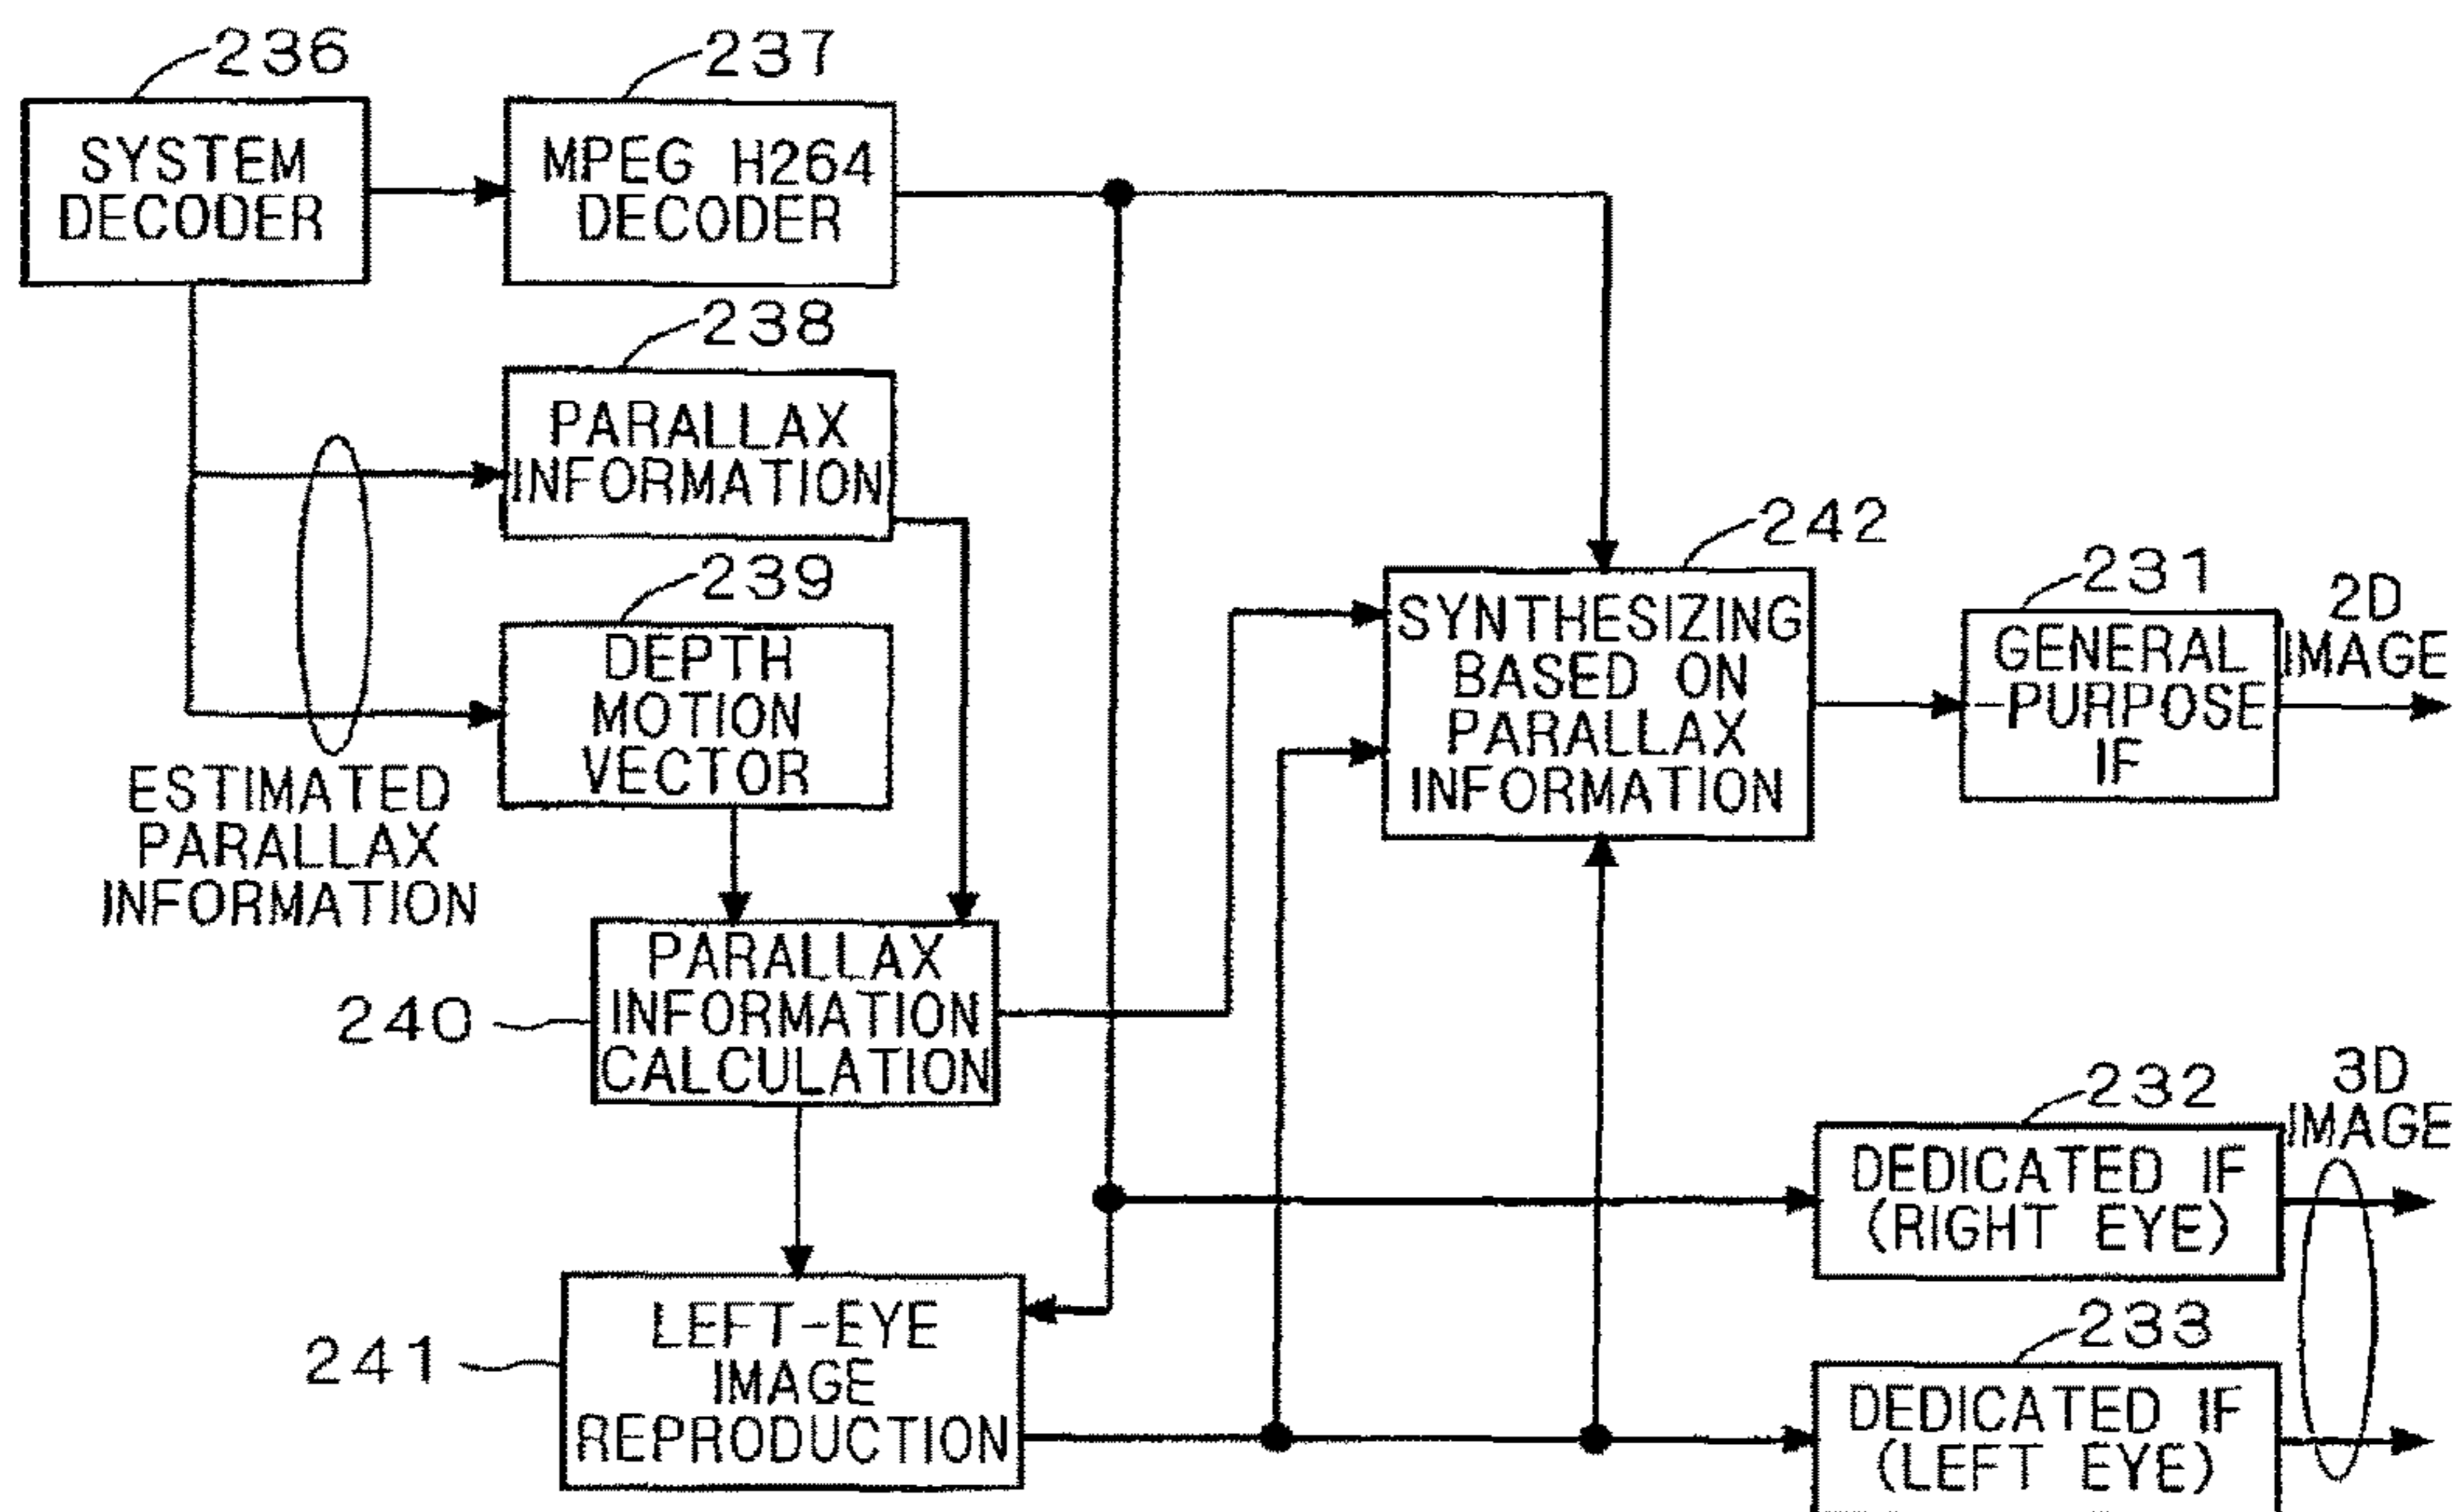 236
SYSTEM
DECODER
237
MPEG H264
DECODER
238
PARALLAX
INFORMATION
239
DEPTH
MOTION
VECTOR
ESTIMATED
PARALLAX
INFORMATION
240
PARALLAX
INFORMATION
CALCULATION
241
LEFT-EYE
IMAGE
REPRODUCTION
242
SYNTHESIZING
BASED ON
PARALLAX
INFORMATION
231
GENERAL
-PURPOSE
IF
2D
IMAGE
232
DEDICATED IF
(RIGHT EYE)
3D
IMAGE
233
DEDICATED IF
(LEFT EYE)